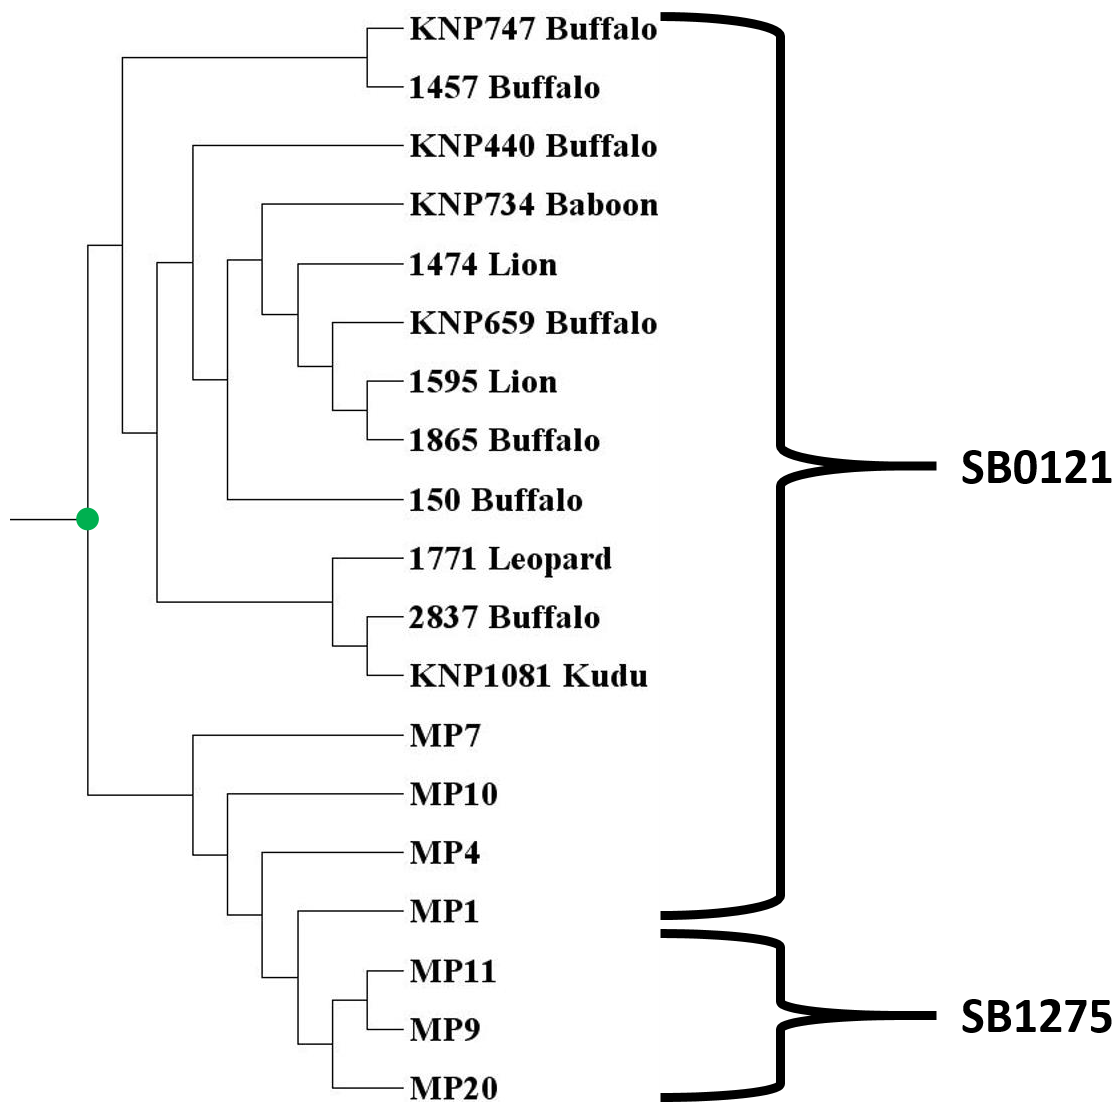 KNP747 Buffalo
1457 Buffalo
KNP440 Buffalo
KNP734 Baboon
1474 Lion
KNP659 Buffalo
1595 Lion
1865 Buffalo
SB0121
150 Buffalo
1771 Leopard
2837 Buffalo
KNP1081 Kudu
MP7
MP10
MP4
MP1
MP11
SB1275
MP9
MP20